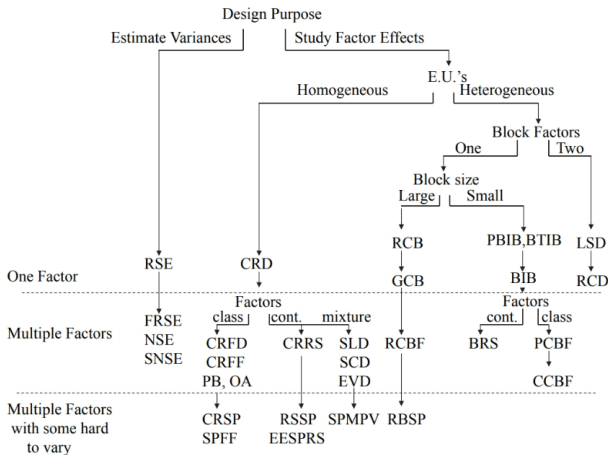 Design Purpose
Estimate Variances Study Factor Effects
E.U.'s
Homogeneous Heterogeneous
Block Factors
One Two
Block size
Large Small
RCB PBIB,BTIB LSD
RSE CRD
One Factor GCB BIB RCD
Factors Factors
class cont. mixture cont. class
FRSE
Multiple Factors NSE CRFD CRRS SLD RCBF BRS PCBF
SNSE CRFF SCD
PB, OA EVD CCBF
Multiple Factors CRSP RSSP SPMPV RBSP
with some hard SPFF EESPRS
to vary